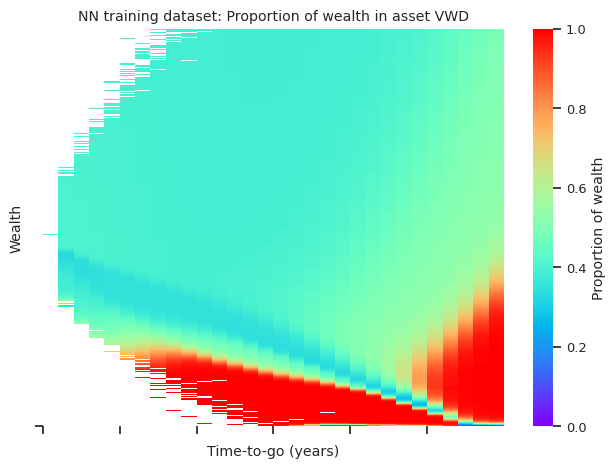 NN training dataset: Proportion of wealth in asset VWD
Wealth
Time-to-go (years)
1.0
0.8
0.6
0.4
0.2
0.0
Proportion of wealth